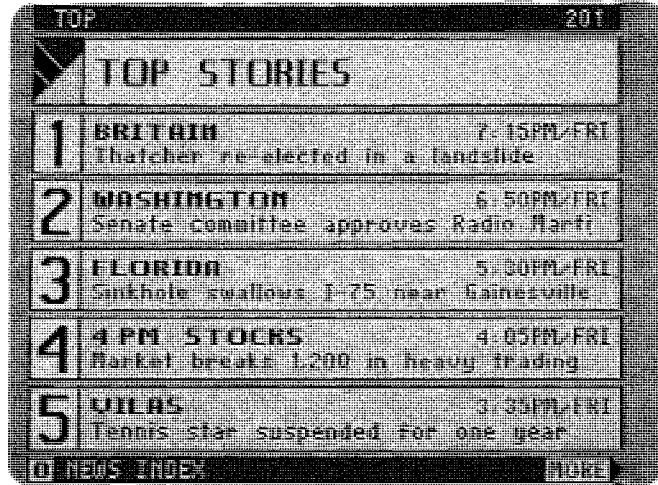 TOP 201
TOP STORIES
1 BRITAIN 7:15PM/FRI
Thatcher re-elected in a landslide
2 WASHINGTON 6:50PM/FRI
Senate committee approves Radio Marti
3 FLORIDA 5:30PM/FRI
Sinkhole swallows I-75 near Gainesville
4 4 PM STOCKS 4:05PM/FRI
Market breaks 1,200 in heavy trading
5 VILAS 3:35PM/FRI
Tennis star suspended for one year
0 NEWS INDEX MORE